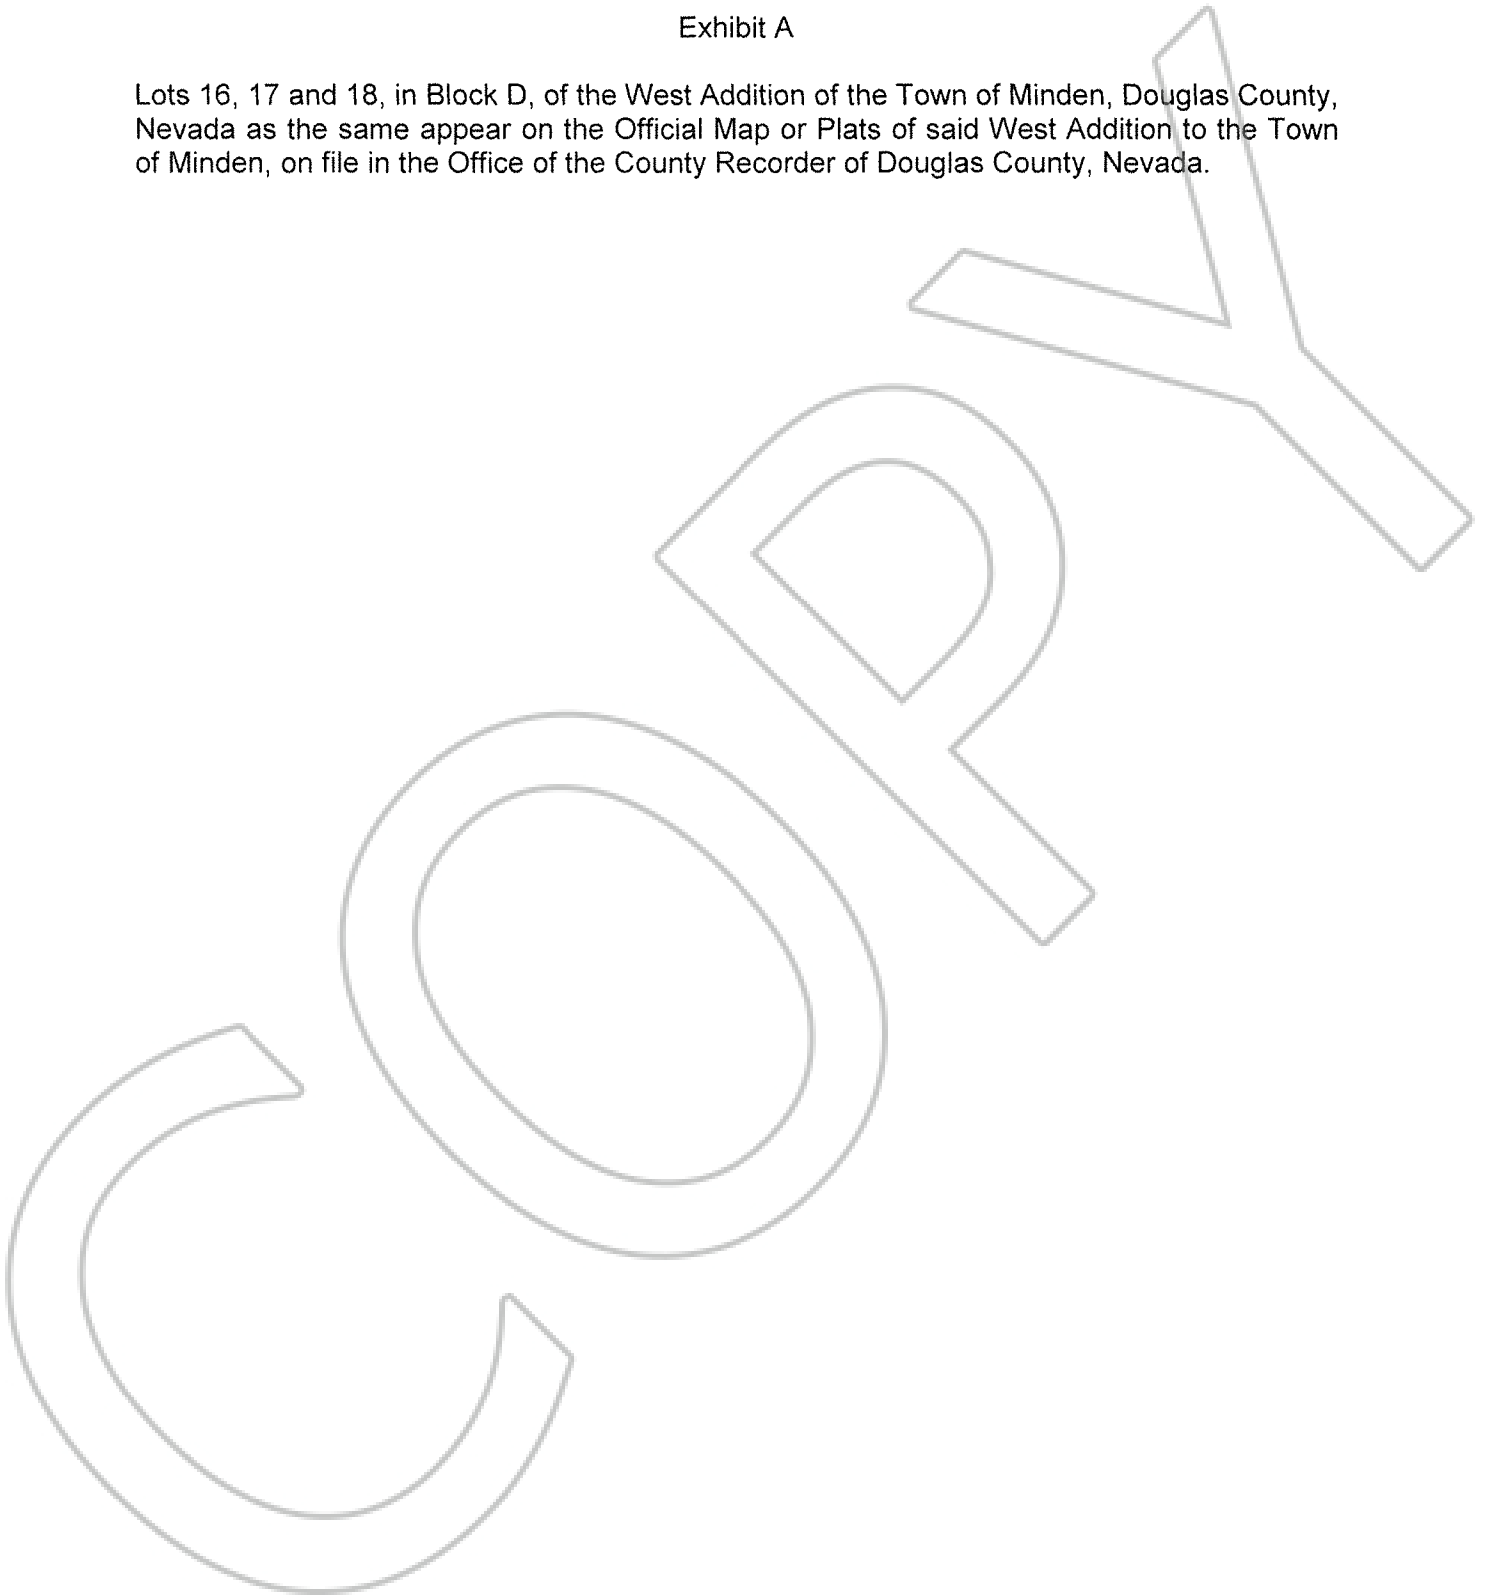 Exhibit A
Lots 16, 17 and 18, in Block D, of the West Addition of the Town of Minden, Douglas County,
Nevada as the same appear on the Official Map or Plats of said West Addition to the Town
of Minden, on file in the Office of the County Recorder of Douglas County, Nevada.
COPY